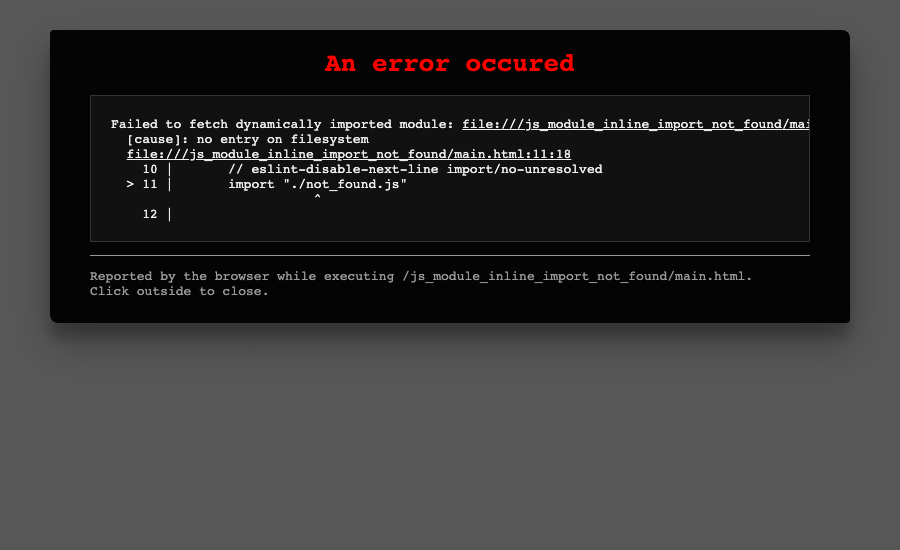 An error occured
Failed to fetch dynamically imported module: file:///js_module_inline_import_not_found/mai
[cause]: no entry on filesystem
file:///js_module_inline_import_not_found/main.html:11:18
10 |       // eslint-disable-next-line import/no-unresolved
> 11 |       import "./not_found.js"
^
12 |
Reported by the browser while executing /js_module_inline_import_not_found/main.html.
Click outside to close.